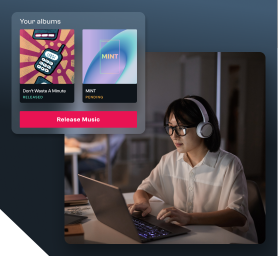 Your albums
MINT
Don't Waste A Minute
RELEASED
MINT
PENDING
Release Music